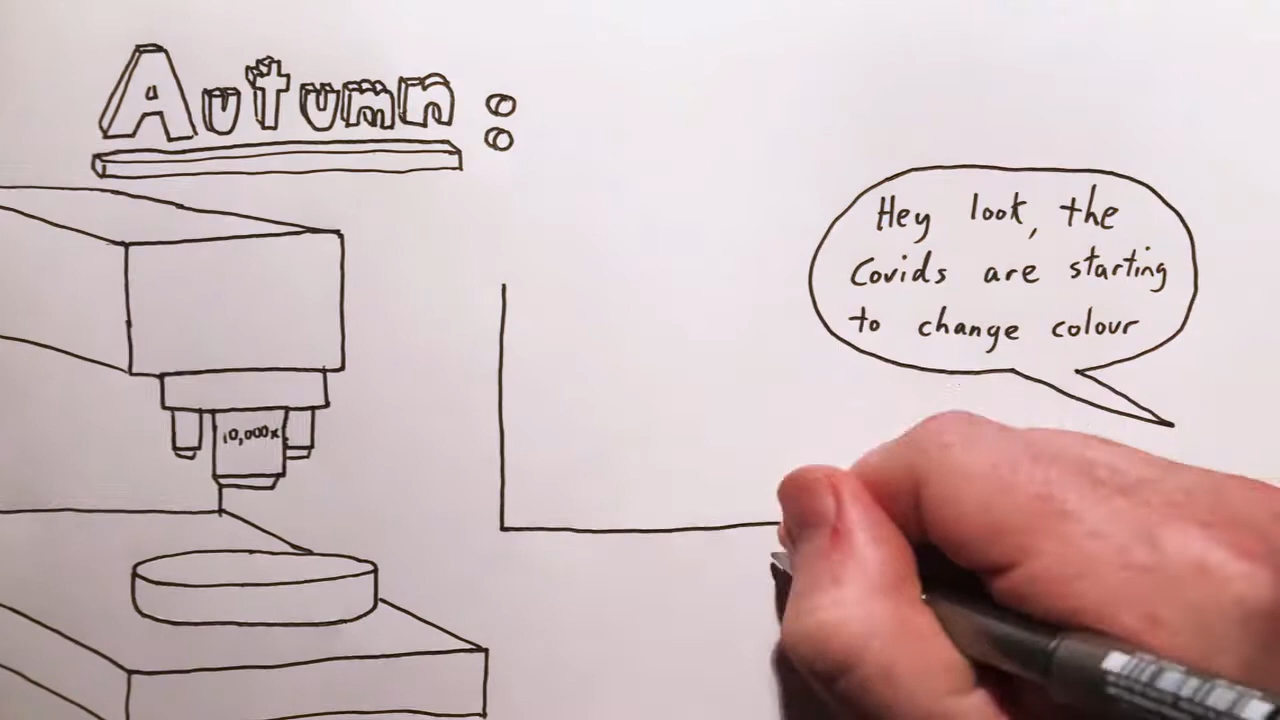 Autumn:
Hey look, the
Covids are starting
to change colour
10,000x